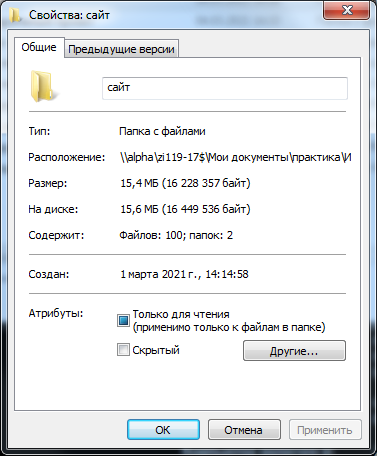 Свойства: сайт
Общие
Предыдущие версии
сайт
Тип: Папка с файлами
Расположение: \\alpha\zi119-17$\Мои документы\практика\И
Размер: 15,4 МБ (16 228 357 байт)
На диске: 15,6 МБ (16 449 536 байт)
Содержит: Файлов: 100; папок: 2
Создан: 1 марта 2021 г., 14:14:58
Атрибуты: Только для чтения
(применимо только к файлам в папке)
Скрытый
Другие...
ОК
Отмена
Применить